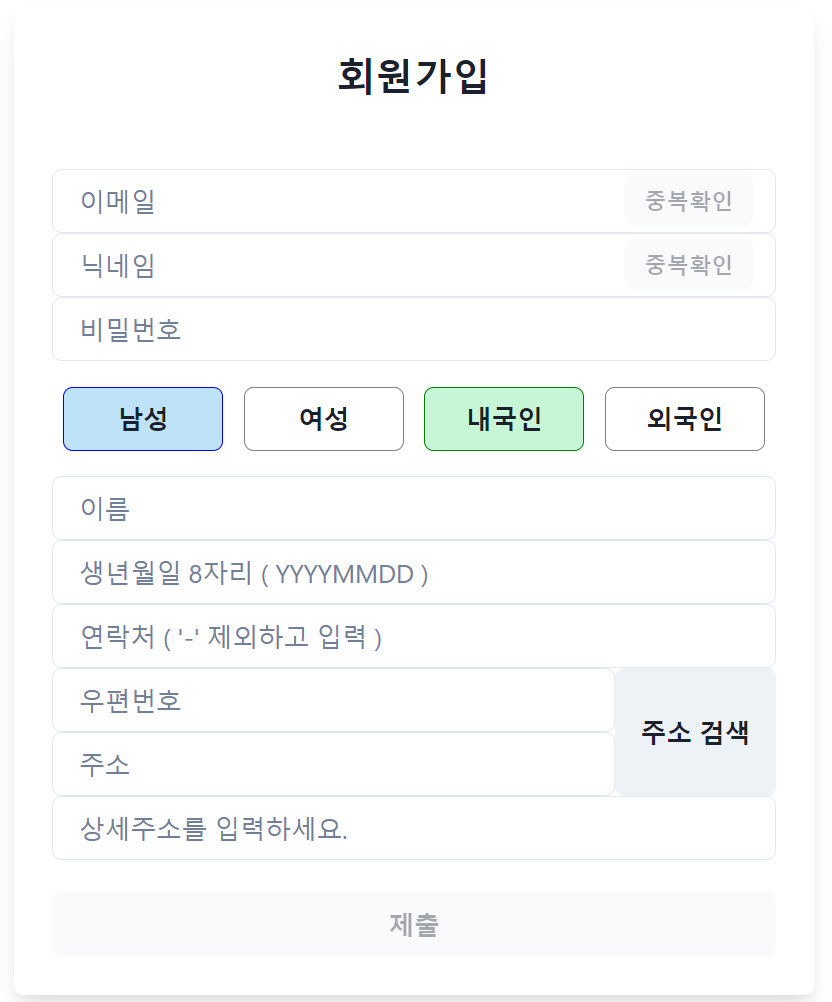 회원가입
이메일 중복확인
닉네임 중복확인
비밀번호
남성 여성 내국인 외국인
이름
생년월일 8자리 ( YYYYMMDD )
연락처 ( '-' 제외하고 입력 )
우편번호
주소 검색
주소
상세주소를 입력하세요.
제출